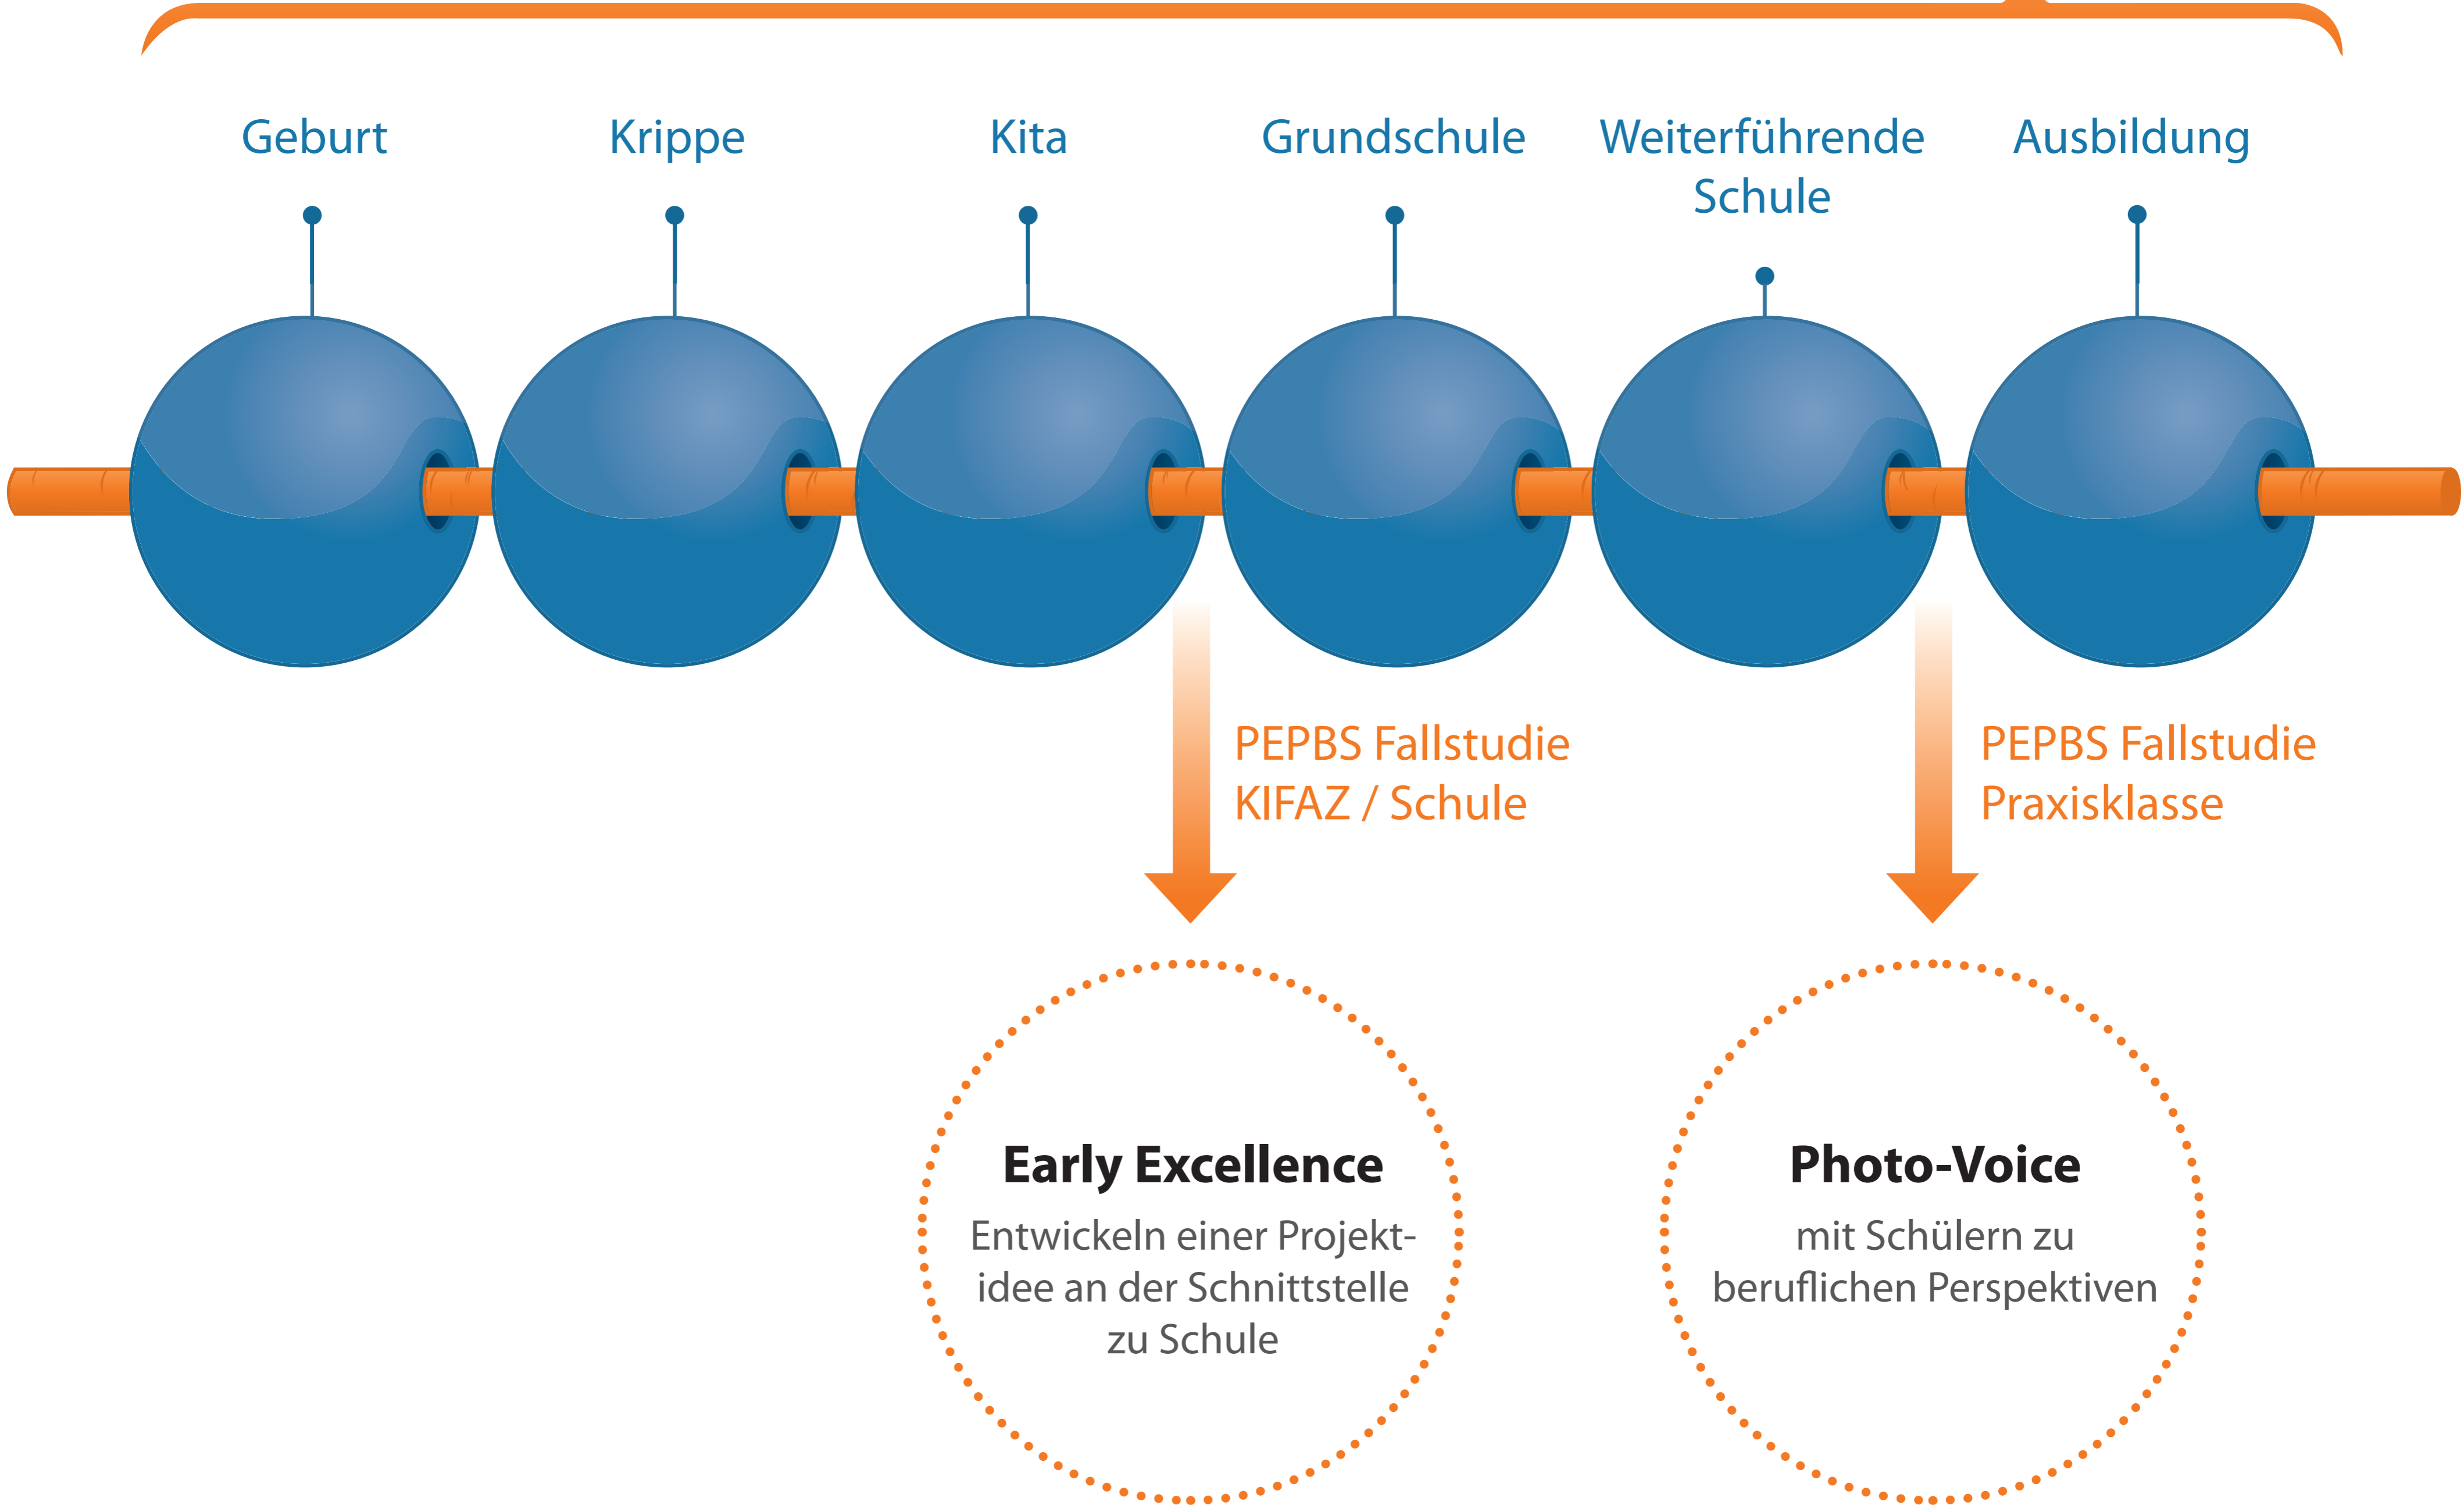 Geburt
Krippe
Kita
Grundschule
Weiterführende
Schule
Ausbildung
PEPBS Fallstudie
KIFAZ / Schule
PEPBS Fallstudie
Praxisklasse
Early Excellence
Entwickeln einer Projekt-
idee an der Schnittstelle
zu Schule
Photo-Voice
mit Schülern zu
beruflichen Perspektiven